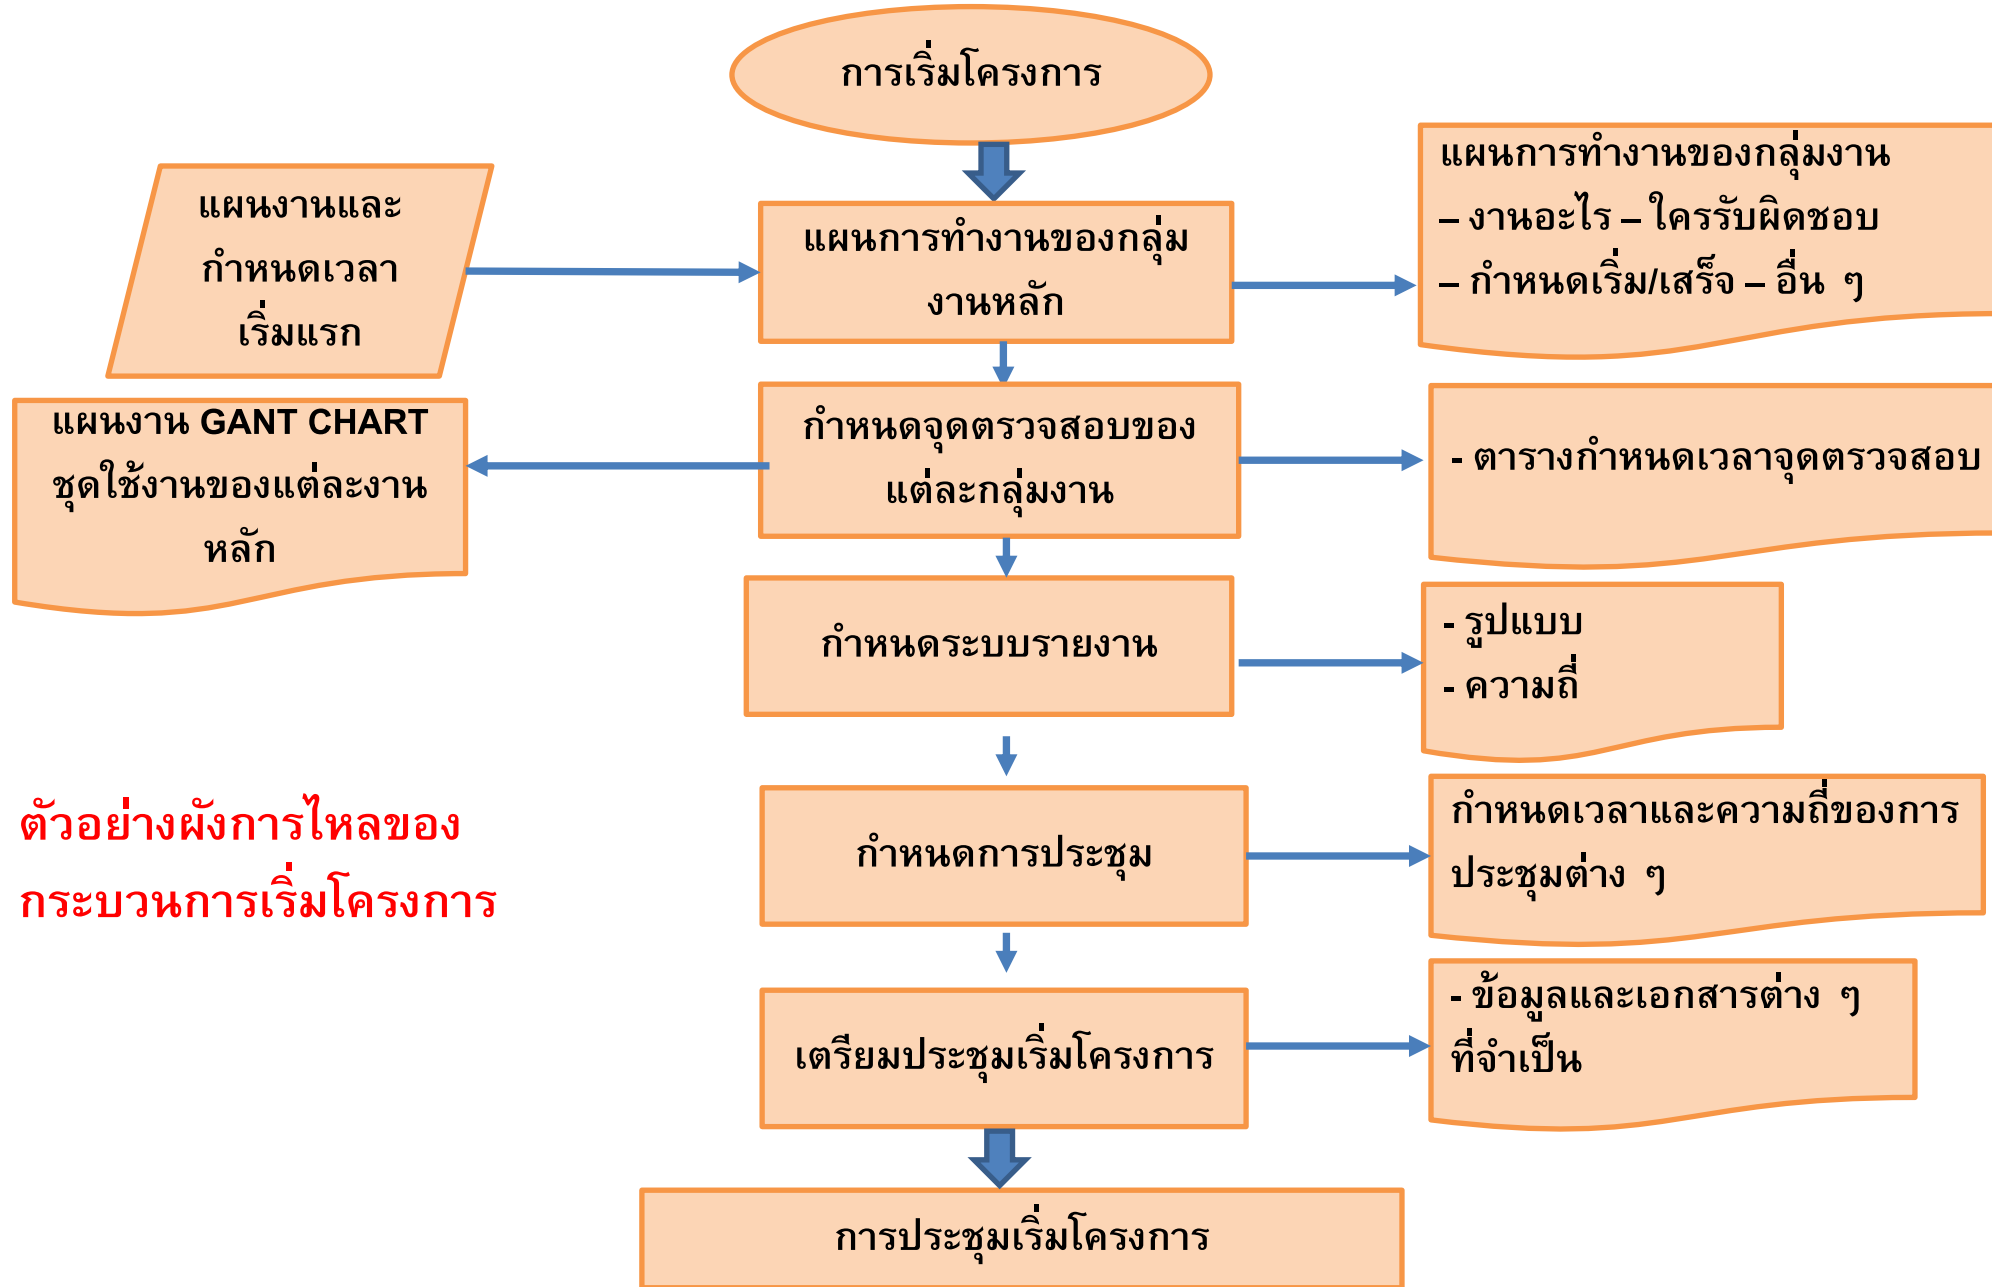 การเริ่มโครงการ
แผนงานและ
กำหนดเวลา
เริ่มแรก
แผนการทำงานของกลุ่ม
งานหลัก
แผนการทำงานของกลุ่มงาน
– งานอะไร – ใครรับผิดชอบ
– กำหนดเริ่ม/เสร็จ – อื่น ๆ
แผนงาน GANT CHART
ชุดใช้งานของแต่ละงาน
หลัก
กำหนดจุดตรวจสอบของ
แต่ละกลุ่มงาน
- ตารางกำหนดเวลาจุดตรวจสอบ
กำหนดระบบรายงาน
- รูปแบบ
- ความถี่
ตัวอย่างผังการไหลของ
กระบวนการเริ่มโครงการ
กำหนดการประชุม
กำหนดเวลาและความถี่ของการ
ประชุมต่าง ๆ
เตรียมประชุมเริ่มโครงการ
- ข้อมูลและเอกสารต่าง ๆ
ที่จำเป็น
การประชุมเริ่มโครงการ